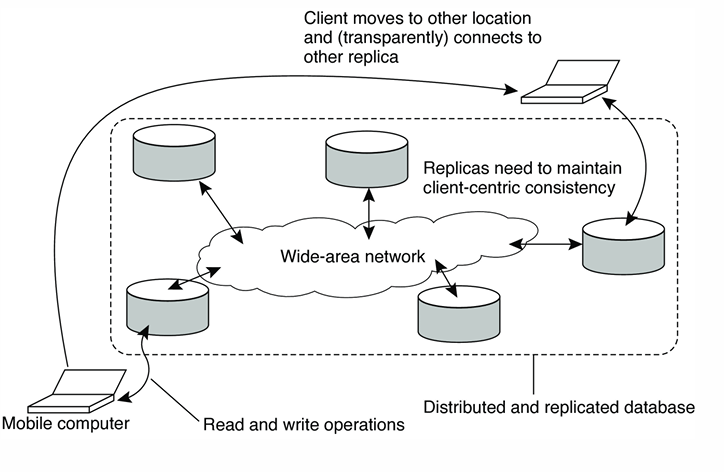 Client moves to other location
and (transparently) connects to
other replica
Replicas need to maintain
client-centric consistency
Wide-area network
Distributed and replicated database
Mobile computer
Read and write operations